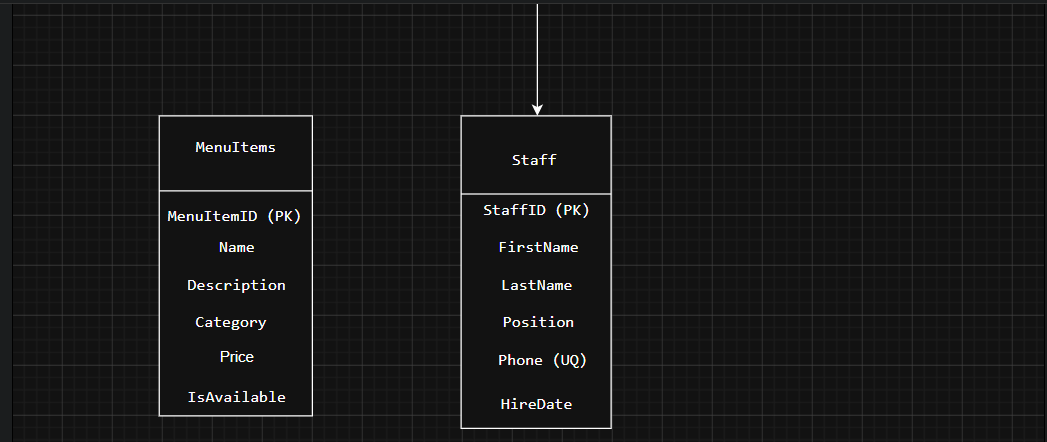 MenuItems
MenuItemID (PK)
Name
Description
Category
Price
IsAvailable
Staff
StaffID (PK)
FirstName
LastName
Position
Phone (UQ)
HireDate